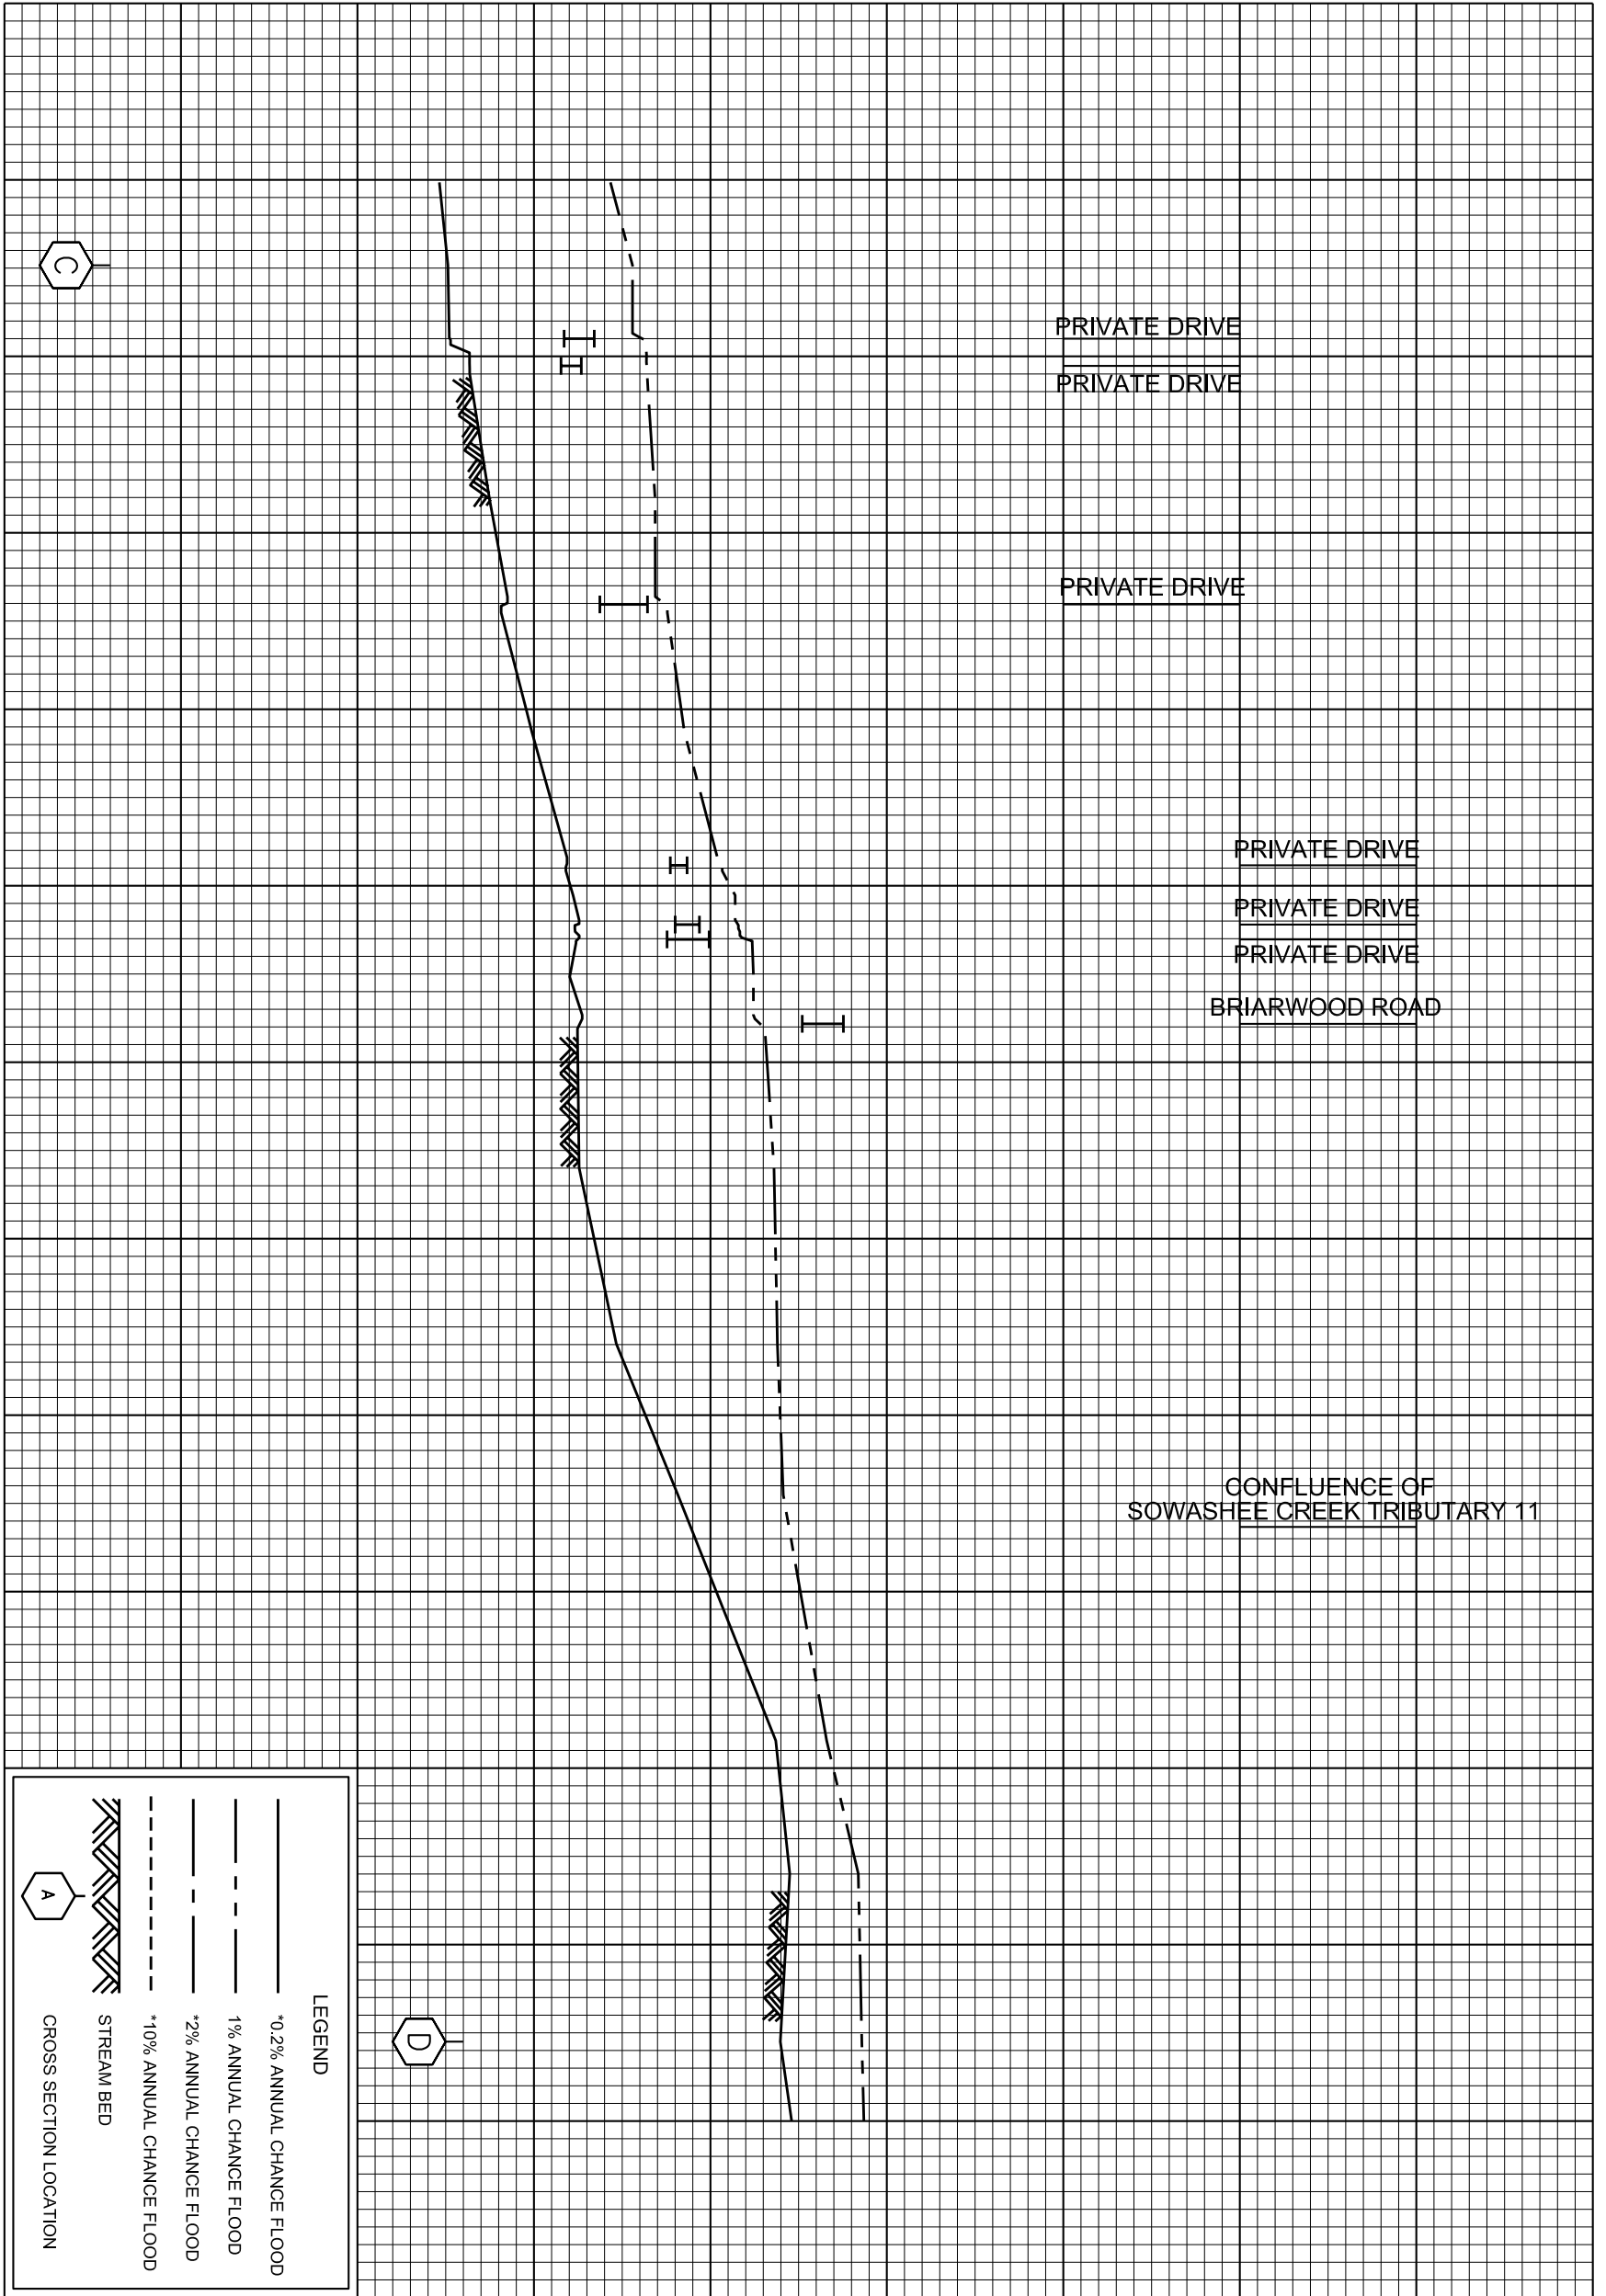 PRIVATE DRIVE
PRIVATE DRIVE
PRIVATE DRIVE
PRIVATE DRIVE
PRIVATE DRIVE
PRIVATE DRIVE
BRIARWOOD ROAD
CONFLUENCE OF
SOWASHEE CREEK TRIBUTARY 11
C
D
LEGEND
*0.2% ANNUAL CHANCE FLOOD
1% ANNUAL CHANCE FLOOD
*2% ANNUAL CHANCE FLOOD
*10% ANNUAL CHANCE FLOOD
STREAM BED
A
CROSS SECTION LOCATION